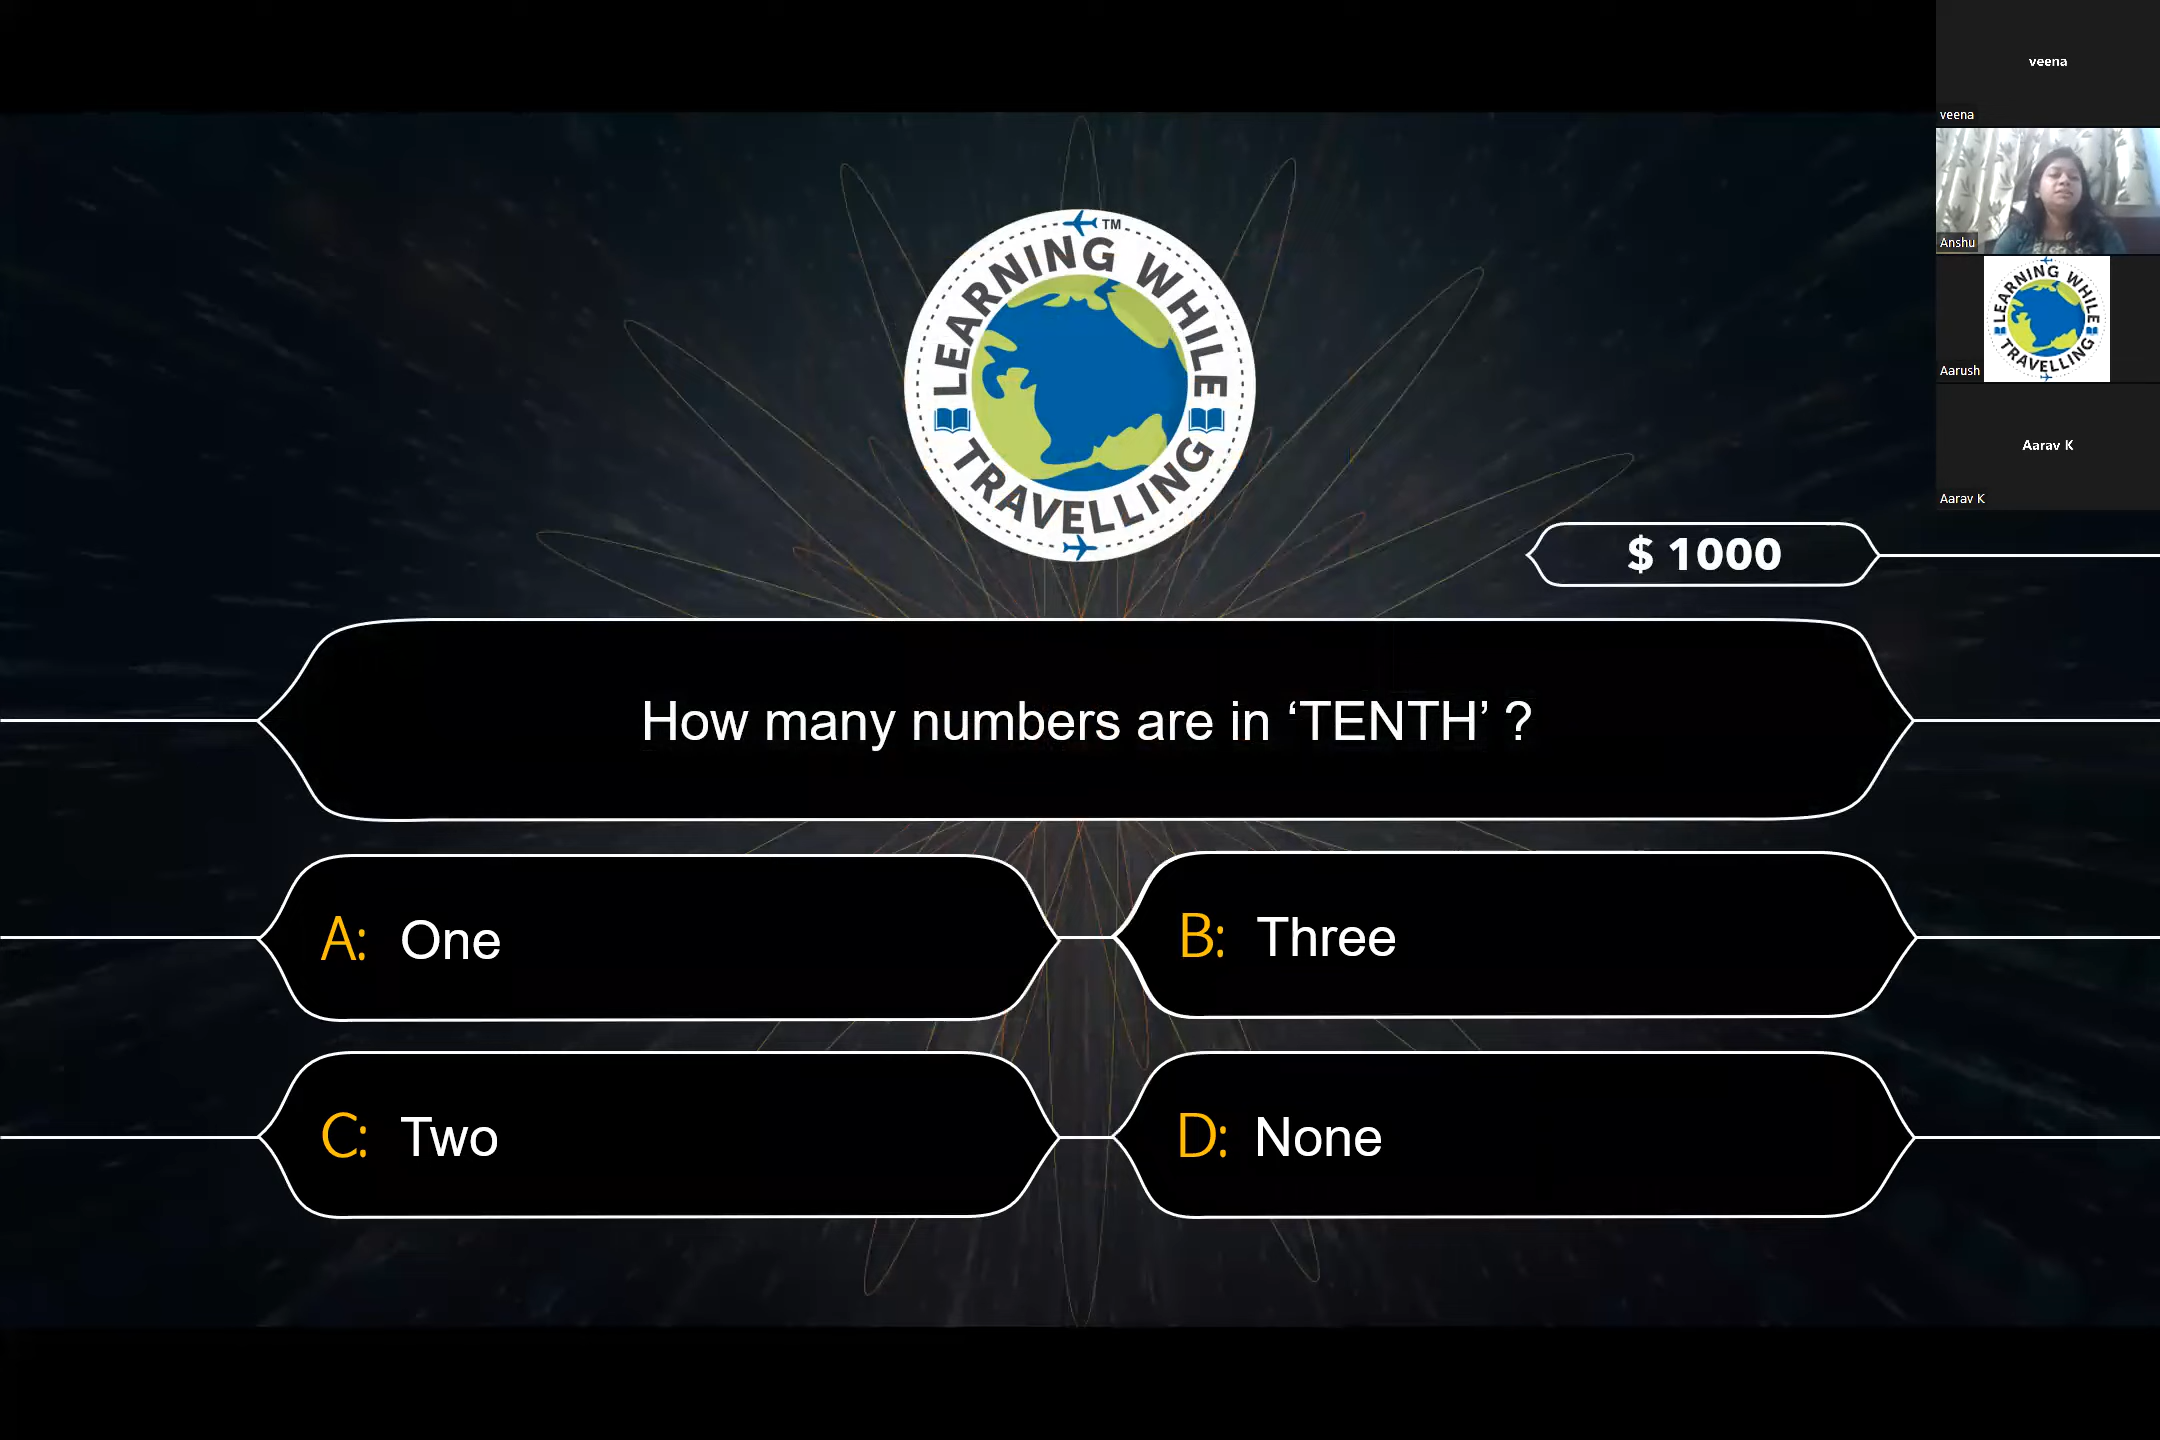 veena
veena
Anshu
LEARNING WHILE
TRAVELLING
Aarush
Aarav K
Aarav K
TM
LEARNING WHILE
TRAVELLING
$ 1000
How many numbers are in ‘TENTH’ ?
A: One
B: Three
C: Two
D: None